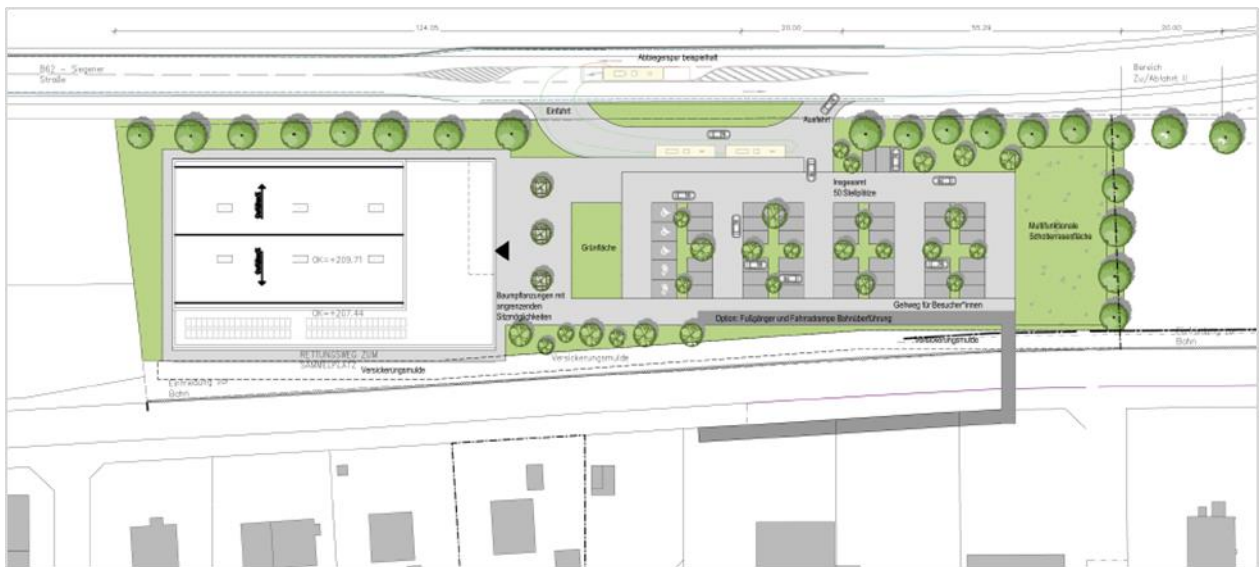 124.05
20.00
55.26
20.00
B62 - Siegener
Straße
Abbiegerspur beispielhaft
Bereich
Zu/Abfahrt II
Einfahrt
Ausfahrt
Insgesamt
50 Stellplätze
Multifunktionale
Schotterrasenfläche
Grünfläche
OK=+209.71
OK=+207.44
Baumpflanzungen mit
angrenzenden
Sitzmöglichkeiten
Gehweg für Besucher*innen
Option: Fußgänger und Fahrradrampe Bahnüberführung
RETTUNGSWEG ZUM
SAMMELPLATZ
Versickerungsmulde
Versickerungsmulde
Versickerungsmulde
Bahn
Bahn